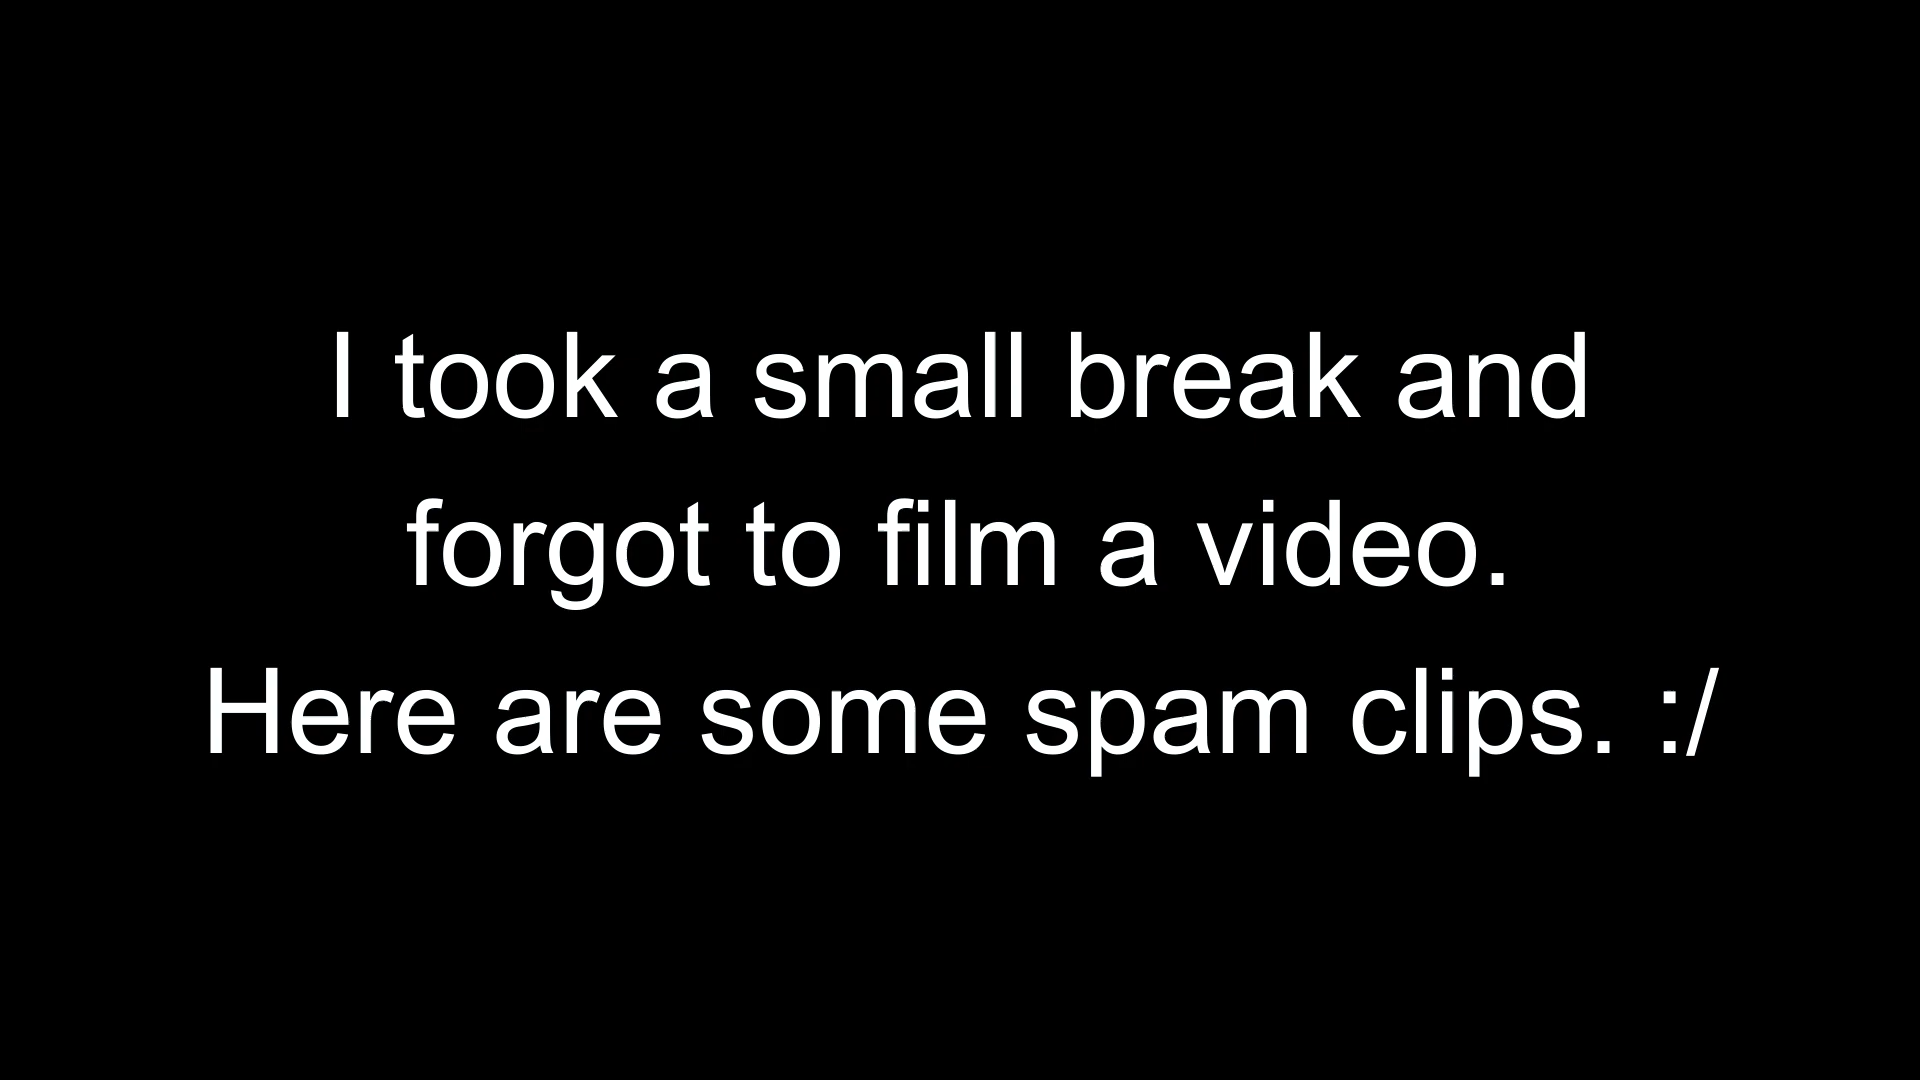 I took a small break and
forgot to film a video.
Here are some spam clips. :/